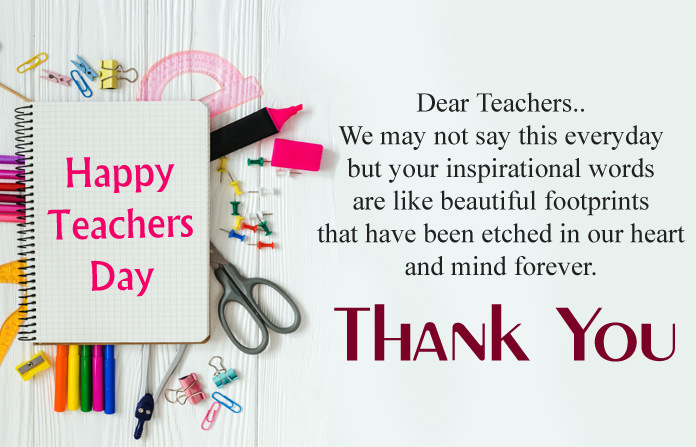 Happy
Teachers
Day
Dear Teachers..
We may not say this everyday
but your inspirational words
are like beautiful footprints
that have been etched in our heart
and mind forever.
THANK YOU